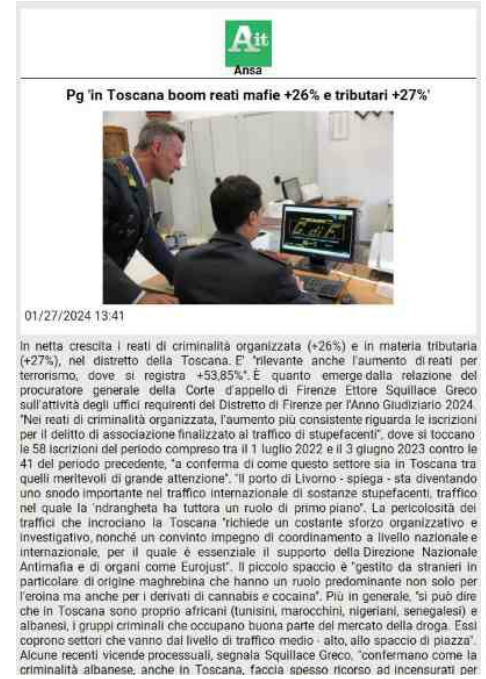 Ait
Ansa
Pg 'in Toscana boom reati mafie +26% e tributari +27%'
GdiF
01/27/2024 13:41
In netta crescita i reati di criminalità organizzata (+26%) e in materia tributaria
(+27%), nel distretto della Toscana. E' "rilevante anche l'aumento di reati per
terrorismo, dove si registra +53,85%". È quanto emerge dalla relazione del
procuratore generale della Corte d'appello di Firenze Ettore Squillace Greco
sull'attività degli uffici requirenti del Distretto di Firenze per l'Anno Giudiziario 2024.
"Nei reati di criminalità organizzata, l'aumento più consistente riguarda le iscrizioni
per il delitto di associazione finalizzato al traffico di stupefacenti", dove si toccano
le 58 iscrizioni del periodo compreso tra il 1 luglio 2022 e il 3 giugno 2023 contro le
41 del periodo precedente, "a conferma di come questo settore sia in Toscana tra
quelli meritevoli di grande attenzione". "Il porto di Livorno - spiega - sta diventando
uno snodo importante nel traffico internazionale di sostanze stupefacenti, traffico
nel quale la 'ndrangheta ha tuttora un ruolo di primo piano". La pericolosità dei
traffici che incrociano la Toscana "richiede un costante sforzo organizzativo e
investigativo, nonché un convinto impegno di coordinamento a livello nazionale e
internazionale, per il quale è essenziale il supporto della Direzione Nazionale
Antimafia e di organi come Eurojust". Il piccolo spaccio è "gestito da stranieri in
particolare di origine maghrebina che hanno un ruolo predominante non solo per
l'eroina ma anche per i derivati di cannabis e cocaina". Più in generale, "si può dire
che in Toscana sono proprio africani (tunisini, marocchini, nigeriani, senegalesi) e
albanesi, i gruppi criminali che occupano buona parte del mercato della droga. Essi
coprono settori che vanno dal livello di traffico medio - alto, allo spaccio di piazza".
Alcune recenti vicende processuali, segnala Squillace Greco, "confermano come la
criminalità albanese, anche in Toscana, faccia spesso ricorso ad incensurati per